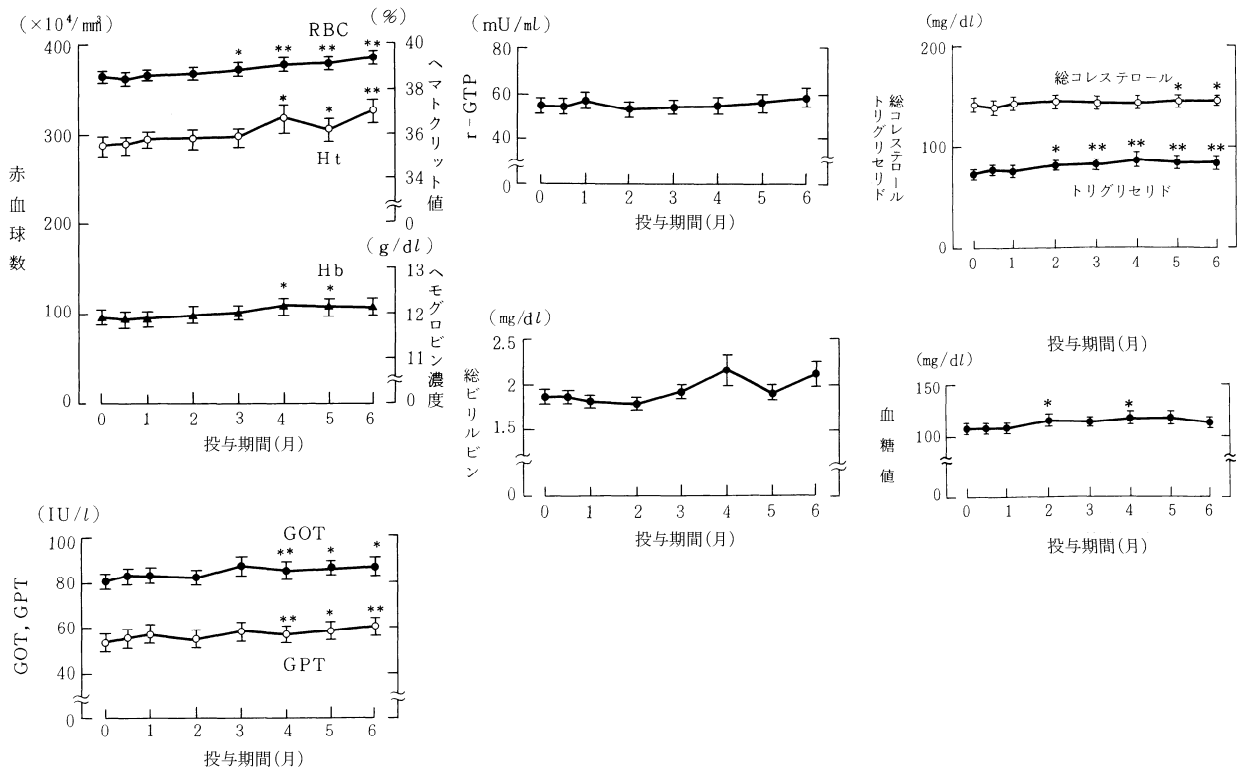 (×10⁴/mm³)
(%)
RBC
400
300
200
100
0
赤血球数
* ** ** **
* * **
Ht
40
38
36
34
0
ヘマトクリット値
(g/dl)
Hb
* *
13
12
11
0
ヘモグロビン濃度
0 1 2 3 4 5 6
投与期間(月)
(mU/ml)
80
60
40
0
r-GTP
0 1 2 3 4 5 6
投与期間(月)
(mg/dl)
200
100
0
総コレステロール
トリグリセリド
総コレステロール
* *
* ** ** ** **
トリグリセリド
0 1 2 3 4 5 6
投与期間(月)
(mg/dl)
2.5
2
1.5
0
総ビリルビン
0 1 2 3 4 5 6
投与期間(月)
(mg/dl)
150
100
0
血糖値
* *
0 1 2 3 4 5 6
投与期間(月)
(IU/l)
100
80
60
40
0
GOT, GPT
GOT
** * *
** * **
GPT
0 1 2 3 4 5 6
投与期間(月)